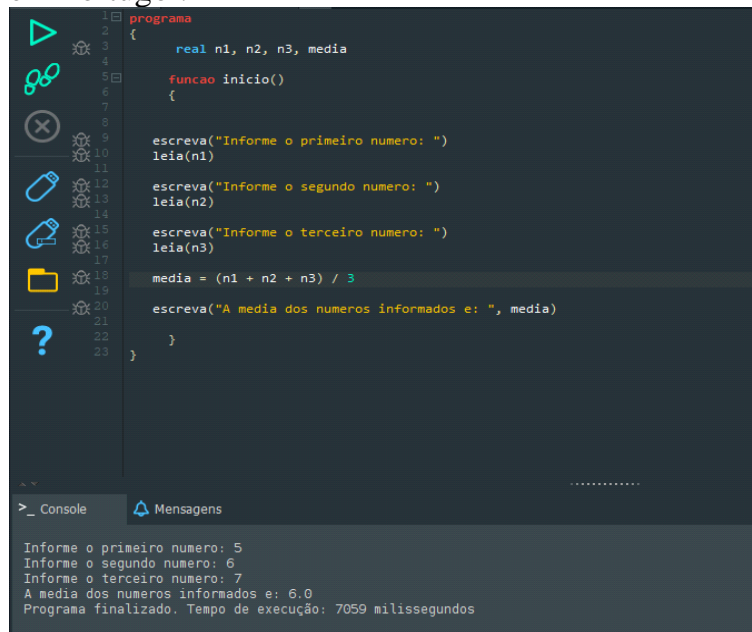 1 programa
2 {
3 real n1, n2, n3, media
4
5 funcao inicio()
6 {
7
8
9 escreva("Informe o primeiro numero: ")
10 leia(n1)
11
12 escreva("Informe o segundo numero: ")
13 leia(n2)
14
15 escreva("Informe o terceiro numero: ")
16 leia(n3)
17
18 media = (n1 + n2 + n3) / 3
19
20 escreva("A media dos numeros informados e: ", media)
21
22 }
23 }
?
>_ Console Mensagens
Informe o primeiro numero: 5
Informe o segundo numero: 6
Informe o terceiro numero: 7
A media dos numeros informados e: 6.0
Programa finalizado. Tempo de execução: 7059 milissegundos